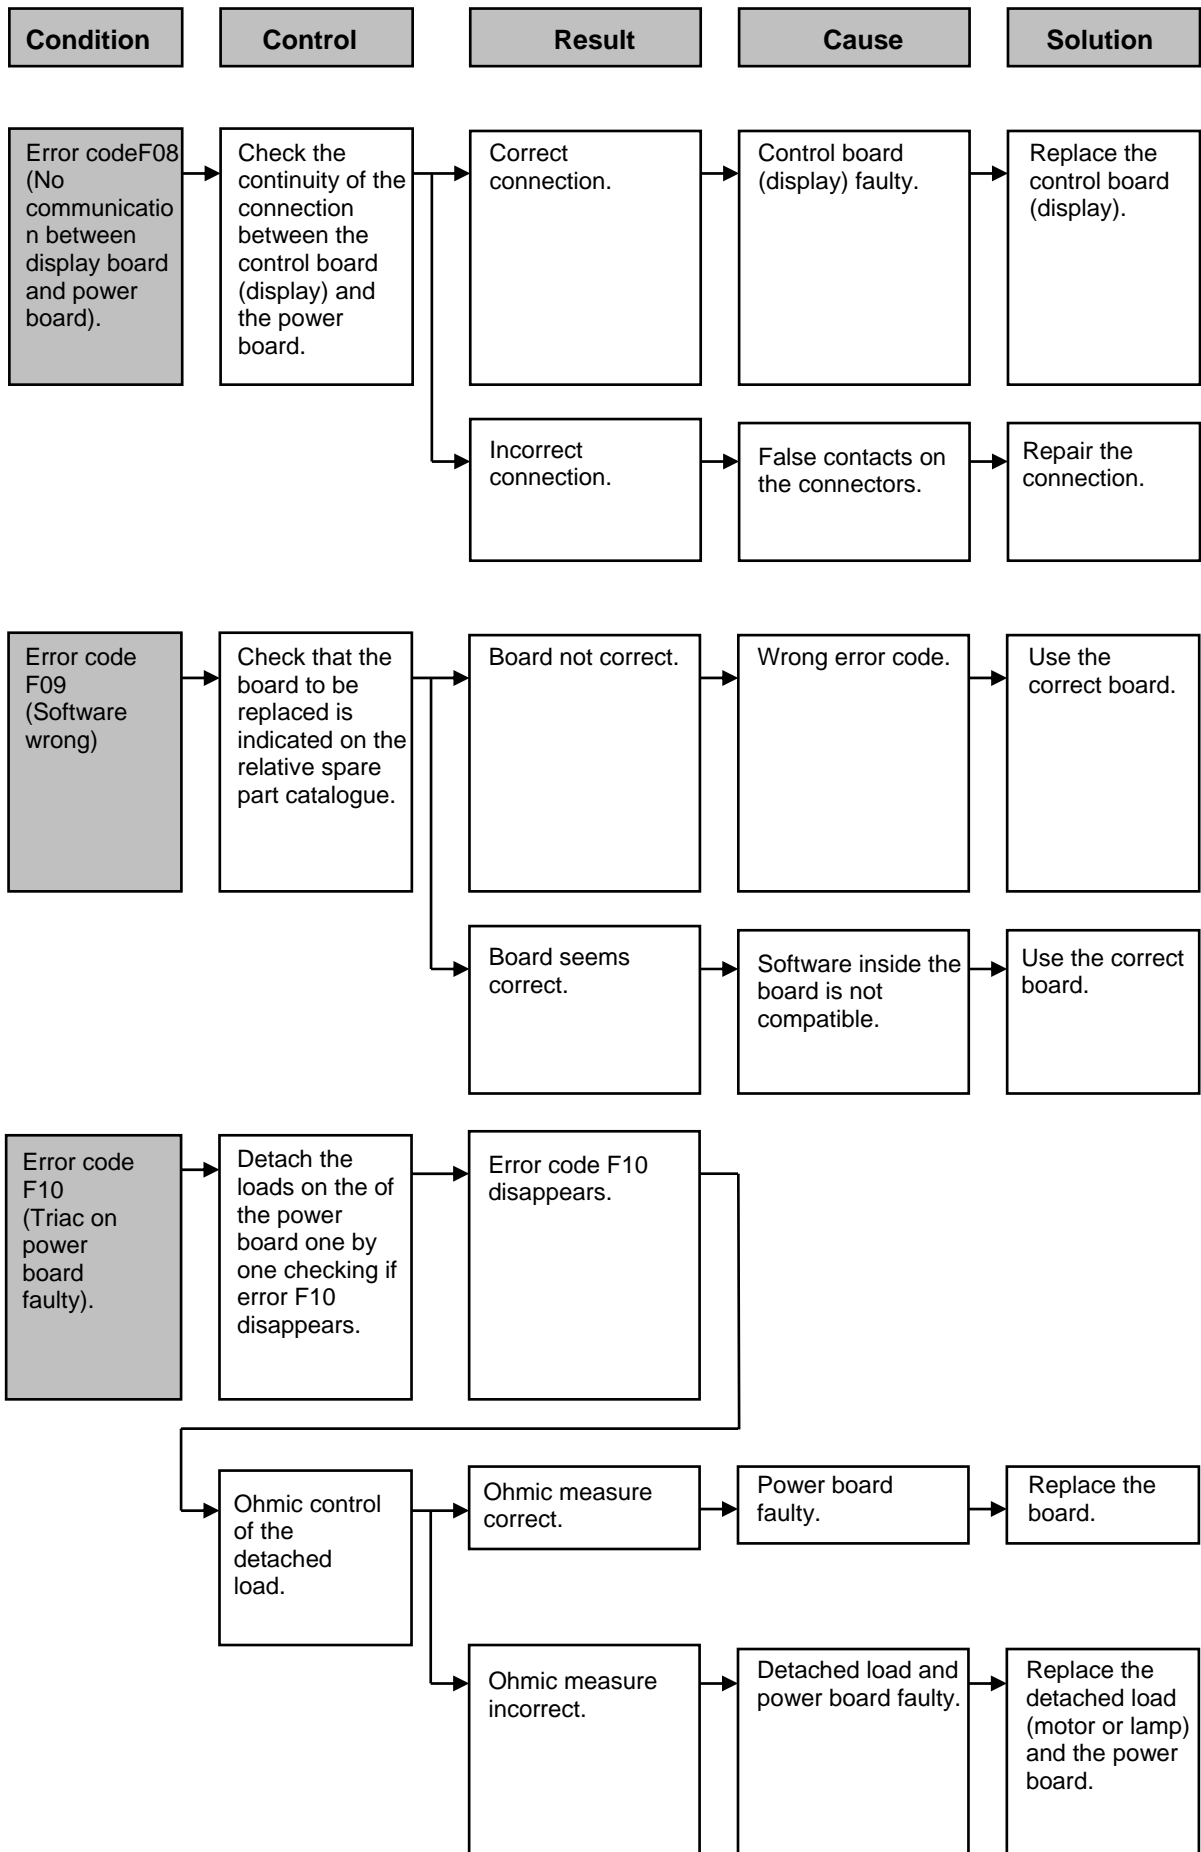 Condition
Control
Result
Cause
Solution
Error codeF08
(No
communicatio
n between
display board
and power
board).
Check the
continuity of the
connection
between the
control board
(display) and
the power
board.
Correct
connection.
Control board
(display) faulty.
Replace the
control board
(display).
Incorrect
connection.
False contacts on
the connectors.
Repair the
connection.
Error code
F09
(Software
wrong)
Check that the
board to be
replaced is
indicated on the
relative spare
part catalogue.
Board not correct.
Wrong error code.
Use the
correct board.
Board seems
correct.
Software inside the
board is not
compatible.
Use the correct
board.
Error code
F10
(Triac on
power
board
faulty).
Detach the
loads on the of
the power
board one by
one checking if
error F10
disappears.
Error code F10
disappears.
Ohmic control
of the
detached
load.
Ohmic measure
correct.
Power board
faulty.
Replace the
board.
Ohmic measure
incorrect.
Detached load and
power board faulty.
Replace the
detached load
(motor or lamp)
and the power
board.